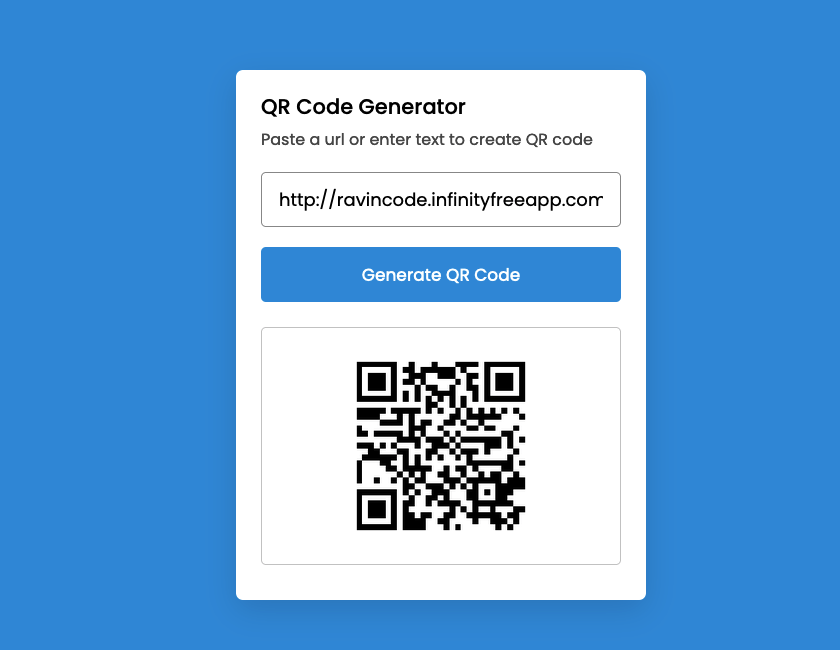 QR Code Generator
Paste a url or enter text to create QR code
http://ravincode.infinityfreeapp.com
Generate QR Code